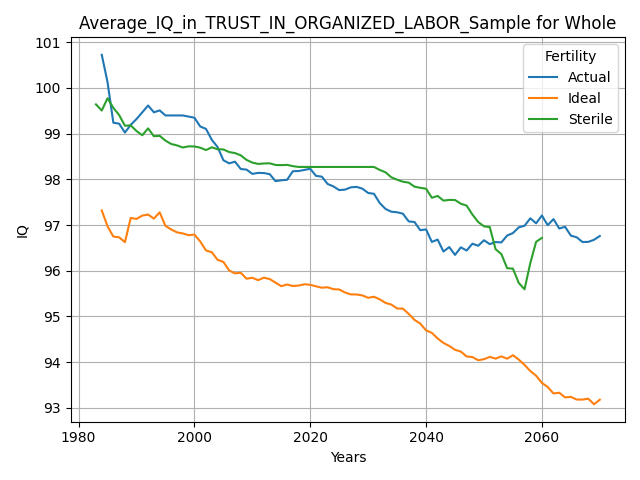 Average_IQ_in_TRUST_IN_ORGANIZED_LABOR_Sample for Whole
101
100
99
98
97
96
95
94
93
IQ
1980
2000
2020
2040
2060
Years
Fertility
Actual
Ideal
Sterile